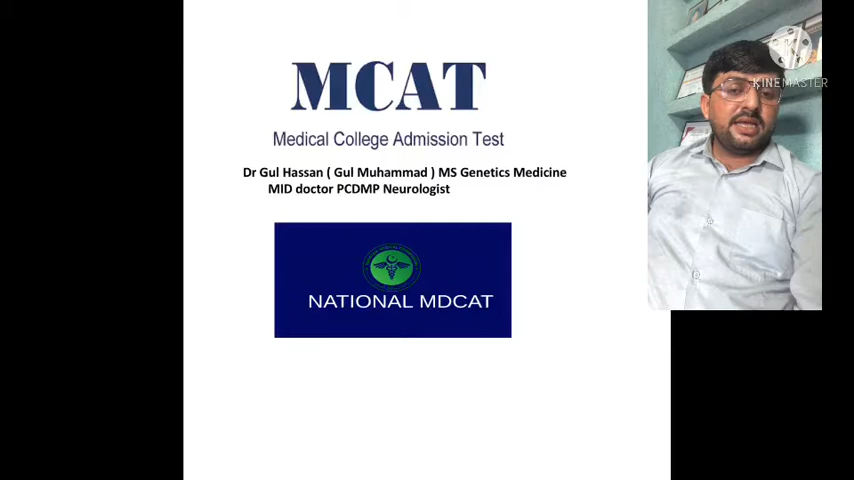 MCAT
Medical College Admission Test
Dr Gul Hassan ( Gul Muhammad ) MS Genetics Medicine
MID doctor PCDMP Neurologist
NATIONAL MDCAT
KINEMASTER